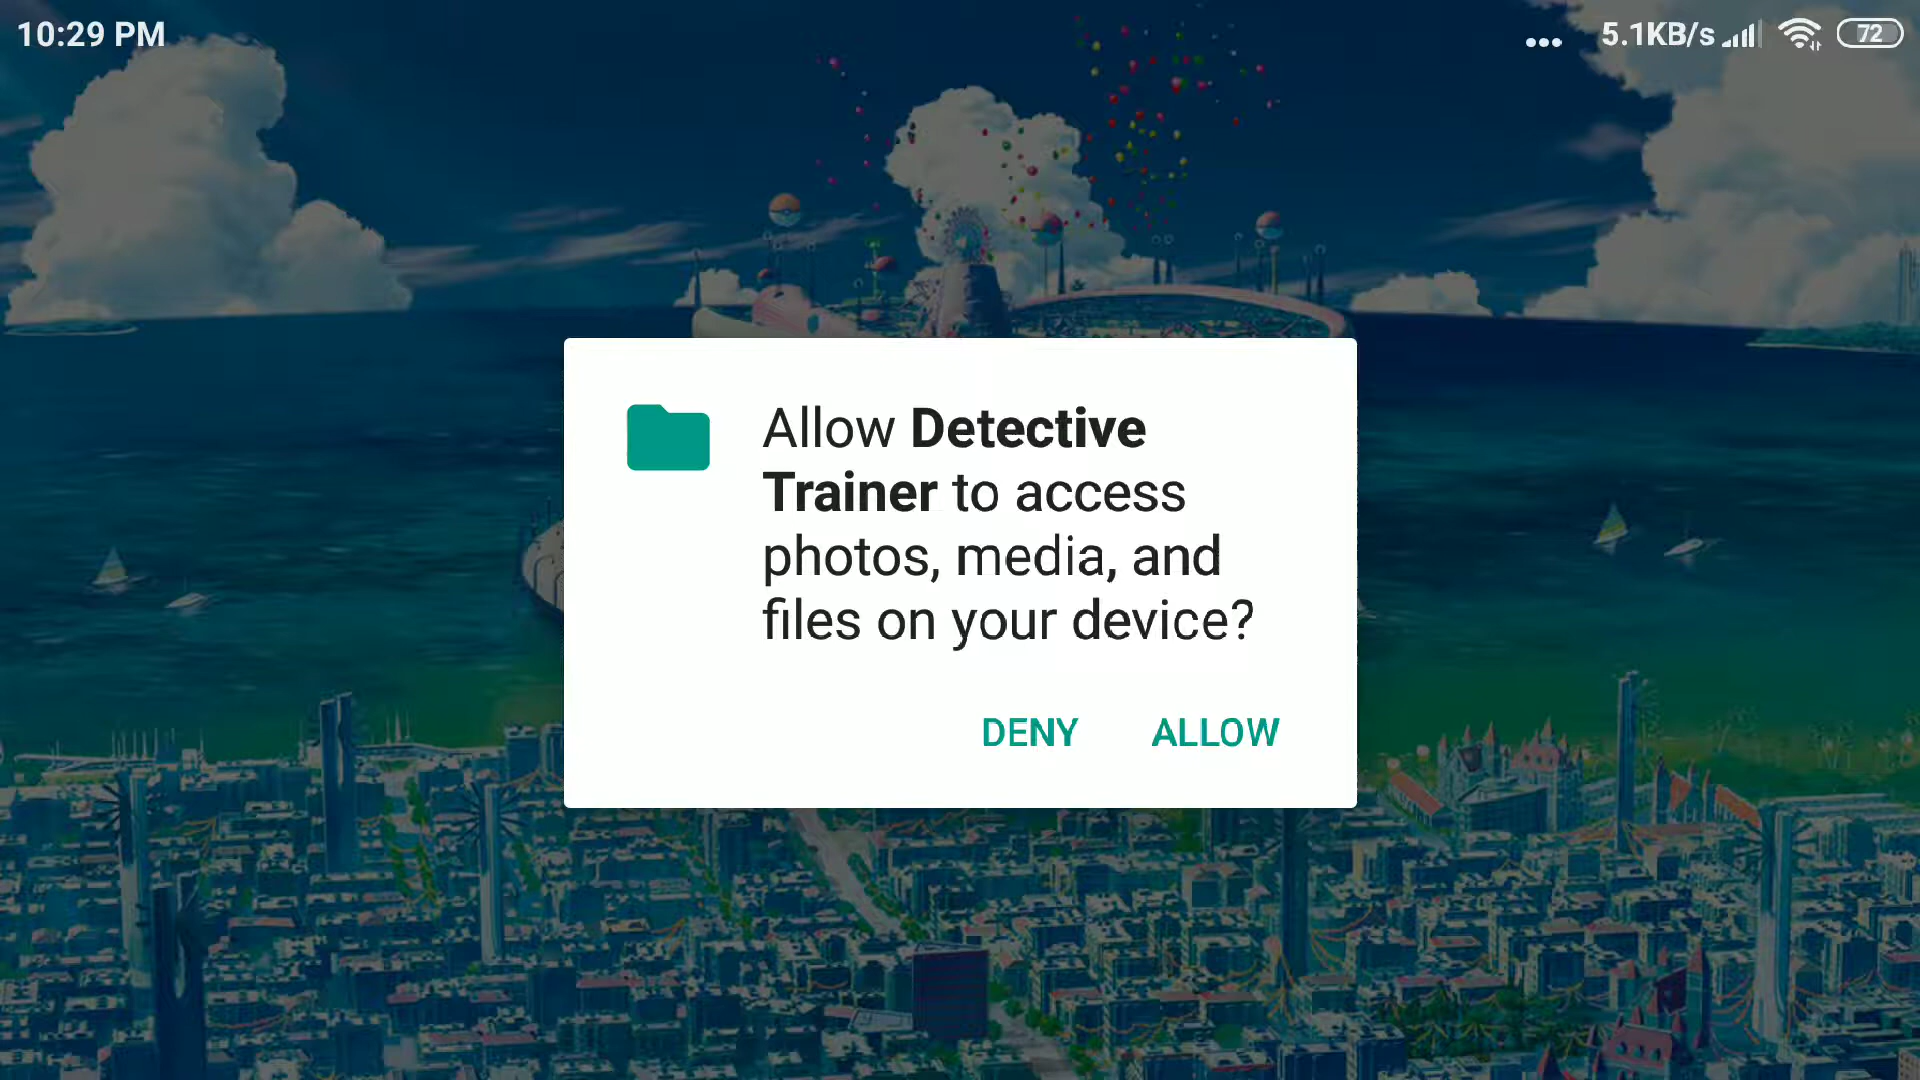 10:29 PM
... 5.1KB/s 72
Allow Detective
Trainer to access
photos, media, and
files on your device?
DENY ALLOW